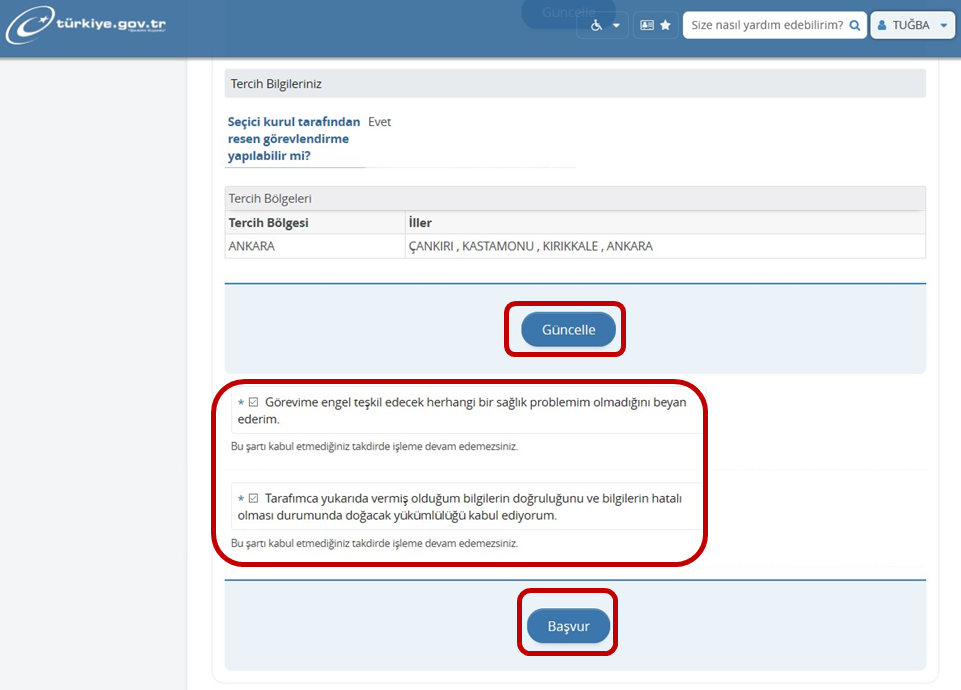 türkiye.gov.tr
Güncelle
Size nasıl yardım edebilirim?
TUĞBA
Tercih Bilgileriniz
Seçici kurul tarafından Evet
resen görevlendirme
yapılabilir mi?
Tercih Bölgeleri
Tercih Bölgesi İller
ANKARA ÇANKIRI , KASTAMONU , KIRIKKALE , ANKARA
Güncelle
* Görevime engel teşkil edecek herhangi bir sağlık problemim olmadığını beyan
ederim.
Bu şartı kabul etmediğiniz takdirde işleme devam edemezsiniz.
* Tarafımca yukarıda vermiş olduğum bilgilerin doğruluğunu ve bilgilerin hatalı
olması durumunda doğacak yükümlülüğü kabul ediyorum.
Bu şartı kabul etmediğiniz takdirde işleme devam edemezsiniz.
Başvur